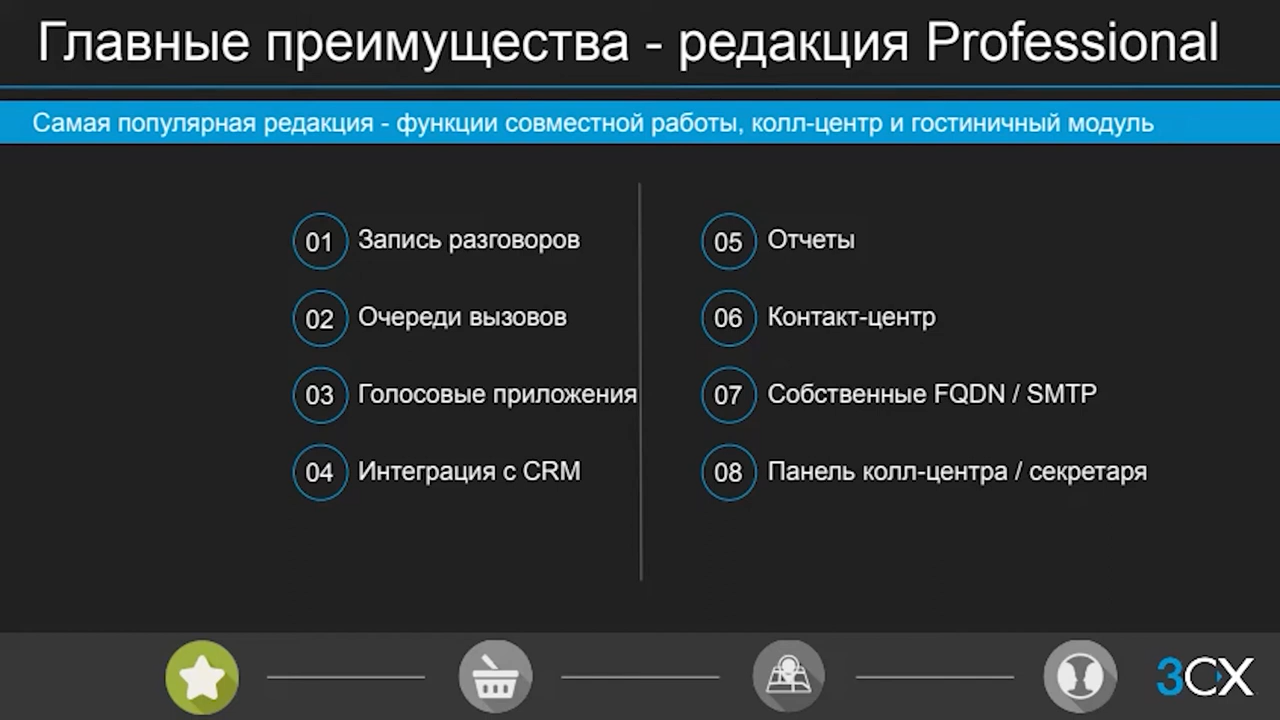 Главные преимущества - редакция Professional
Самая популярная редакция - функции совместной работы, колл-центр и гостиничный модуль
01 Запись разговоров
02 Очереди вызовов
03 Голосовые приложения
04 Интеграция с CRM
05 Отчеты
06 Контакт-центр
07 Собственные FQDN / SMTP
08 Панель колл-центра / секретаря
3CX